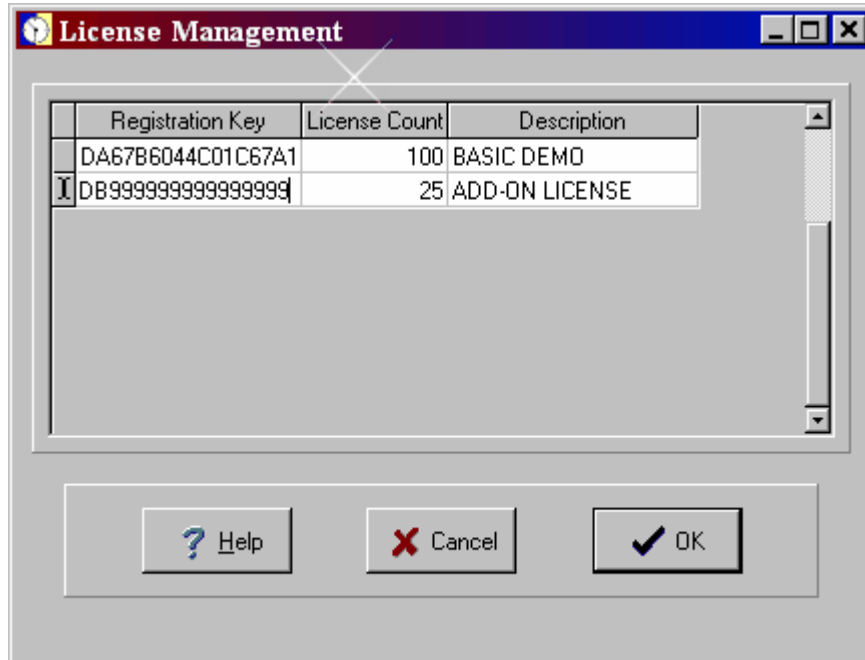 License Management
Registration Key License Count Description
DA67B6044C01C67A1 100 BASIC DEMO
DB999999999999999 25 ADD-ON LICENSE
? Help Cancel OK